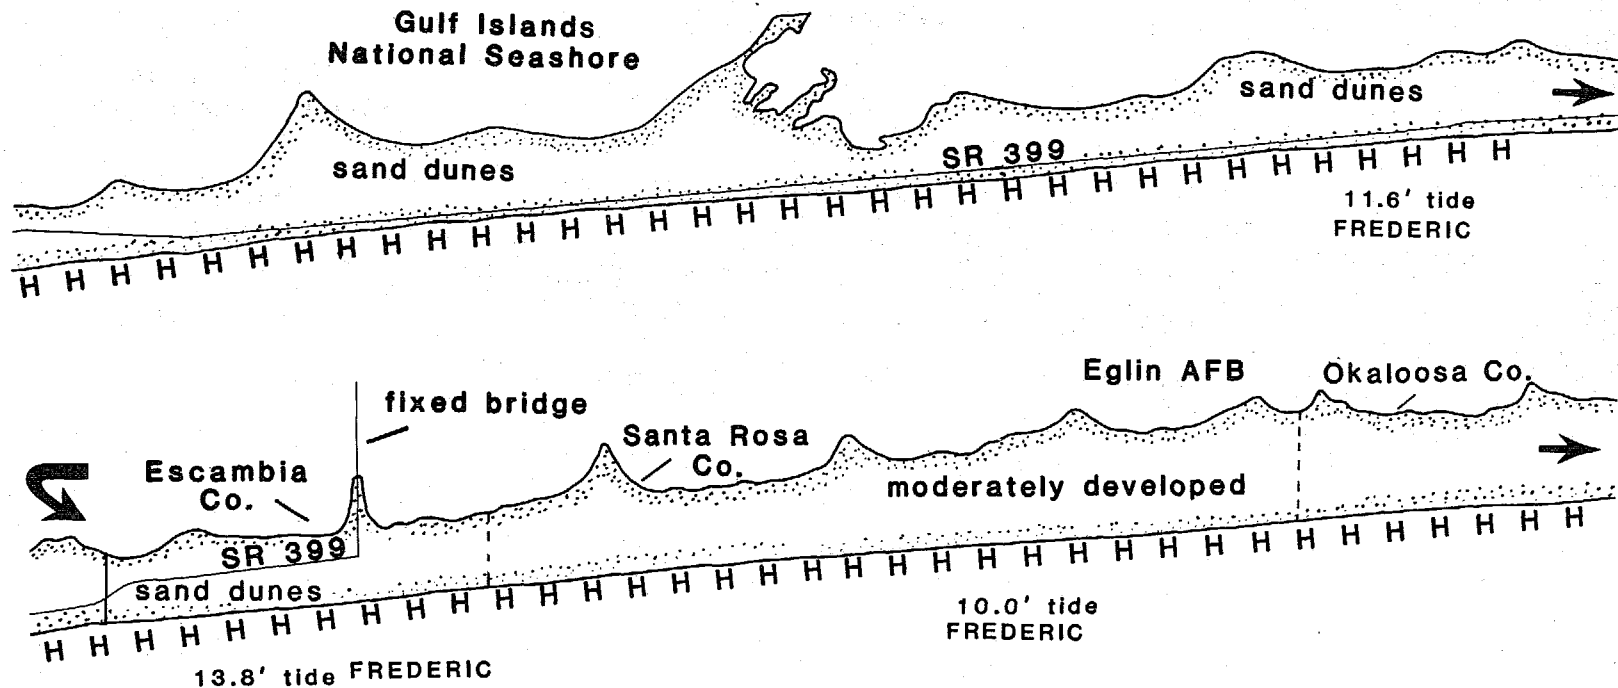 Gulf Islands
National Seashore
sand dunes
sand dunes
SR 399
H H H H H H H H H H H H H H H H H H H H H H H H H H H H H H H H H H
11.6' tide
FREDERIC
Eglin AFB
Okaloosa Co.
fixed bridge
Santa Rosa
Co.
Escambia
Co.
moderately developed
SR 399
sand dunes
H H H H H H H H H H H H H H H H H H H H H H H H H H H H H H H H H H H
10.0' tide
FREDERIC
13.8' tide FREDERIC